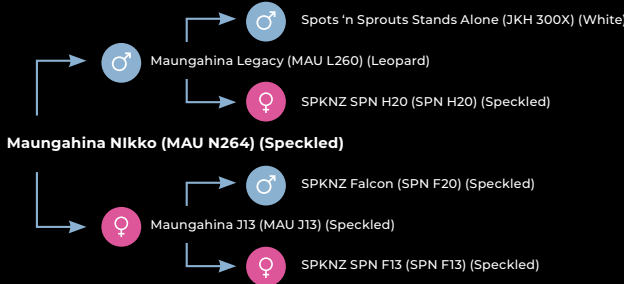 Spots ‘n Sprouts Stands Alone (JKH 300X) (White)
Maungahina Legacy (MAU L260) (Leopard)
SPKNZ SPN H20 (SPN H20) (Speckled)
Maungahina NIkko (MAU N264) (Speckled)
SPKNZ Falcon (SPN F20) (Speckled)
Maungahina J13 (MAU J13) (Speckled)
SPKNZ SPN F13 (SPN F13) (Speckled)